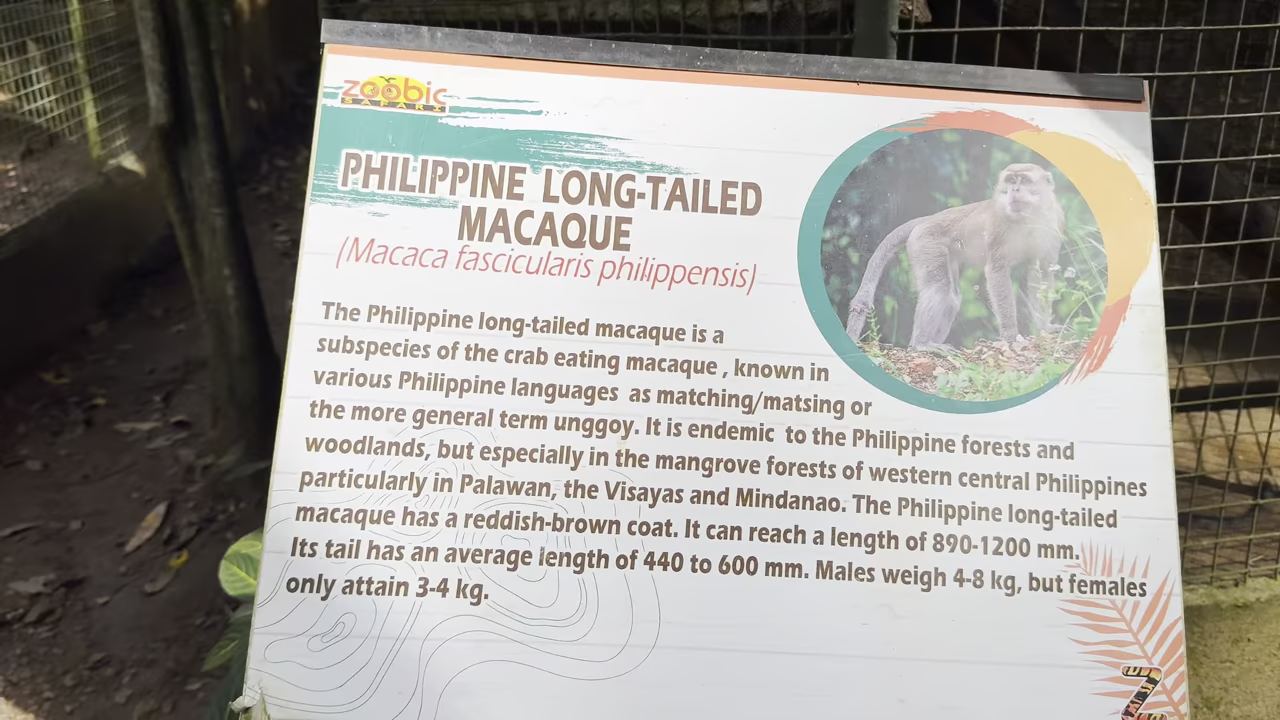 zoobic
SAFARI
PHILIPPINE LONG-TAILED
MACAQUE
(Macaca fascicularis philippensis)
The Philippine long-tailed macaque is a
subspecies of the crab eating macaque , known in
various Philippine languages as matching/matsing or
the more general term unggoy. It is endemic to the Philippine forests and
woodlands, but especially in the mangrove forests of western central Philippines
particularly in Palawan, the Visayas and Mindanao. The Philippine long-tailed
macaque has a reddish-brown coat. It can reach a length of 890-1200 mm.
Its tail has an average length of 440 to 600 mm. Males weigh 4-8 kg, but females
only attain 3-4 kg.